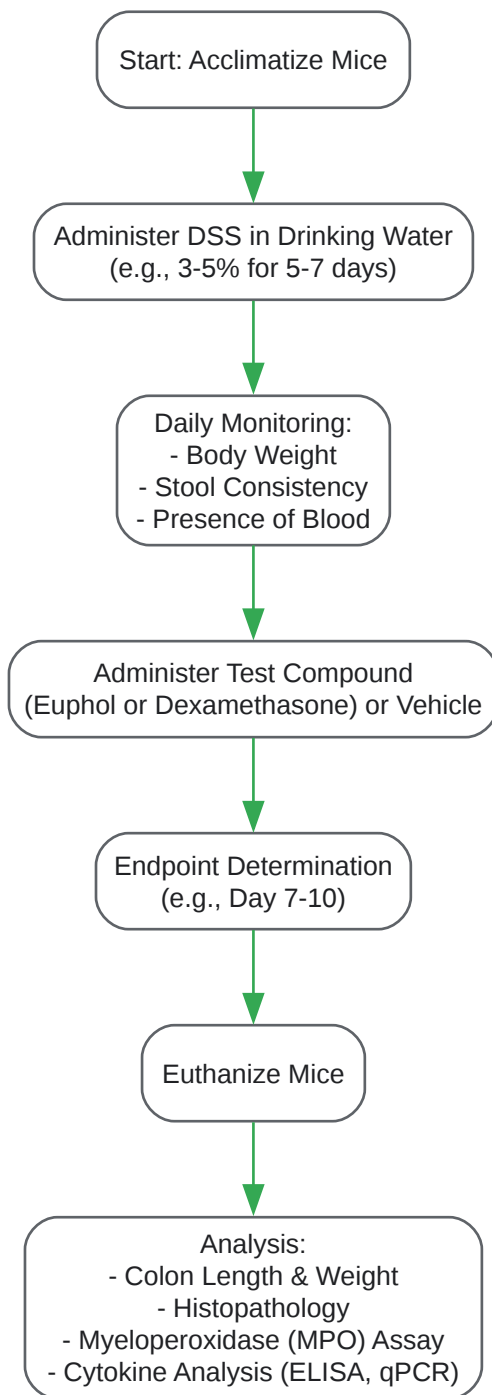 Start: Acclimatize Mice
Administer DSS in Drinking Water
(e.g., 3-5% for 5-7 days)
Daily Monitoring:
- Body Weight
- Stool Consistency
- Presence of Blood
Administer Test Compound
(Euphol or Dexamethasone) or Vehicle
Endpoint Determination
(e.g., Day 7-10)
Euthanize Mice
Analysis:
- Colon Length & Weight
- Histopathology
- Myeloperoxidase (MPO) Assay
- Cytokine Analysis (ELISA, qPCR)